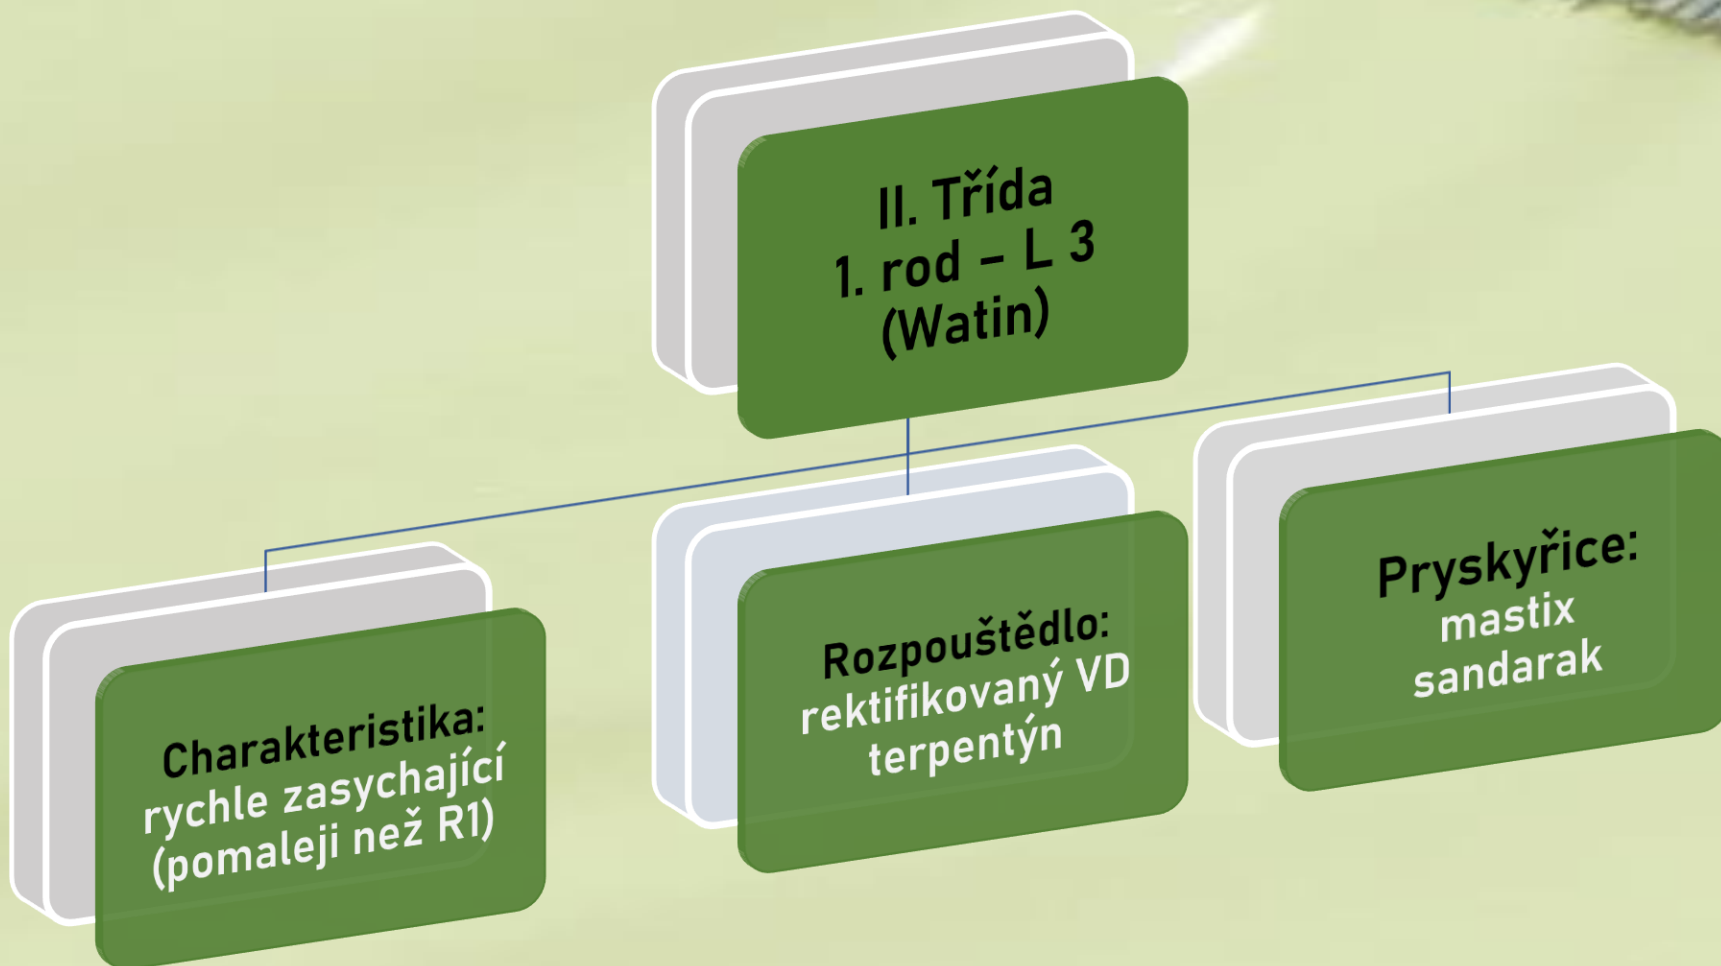 II. Třída
1. rod – L 3
(Watin)
Charakteristika:
rychle zasychající
(pomaleji než R1)
Rozpouštědlo:
rektifikovaný VD
terpentýn
Pryskyřice:
mastix
sandarak